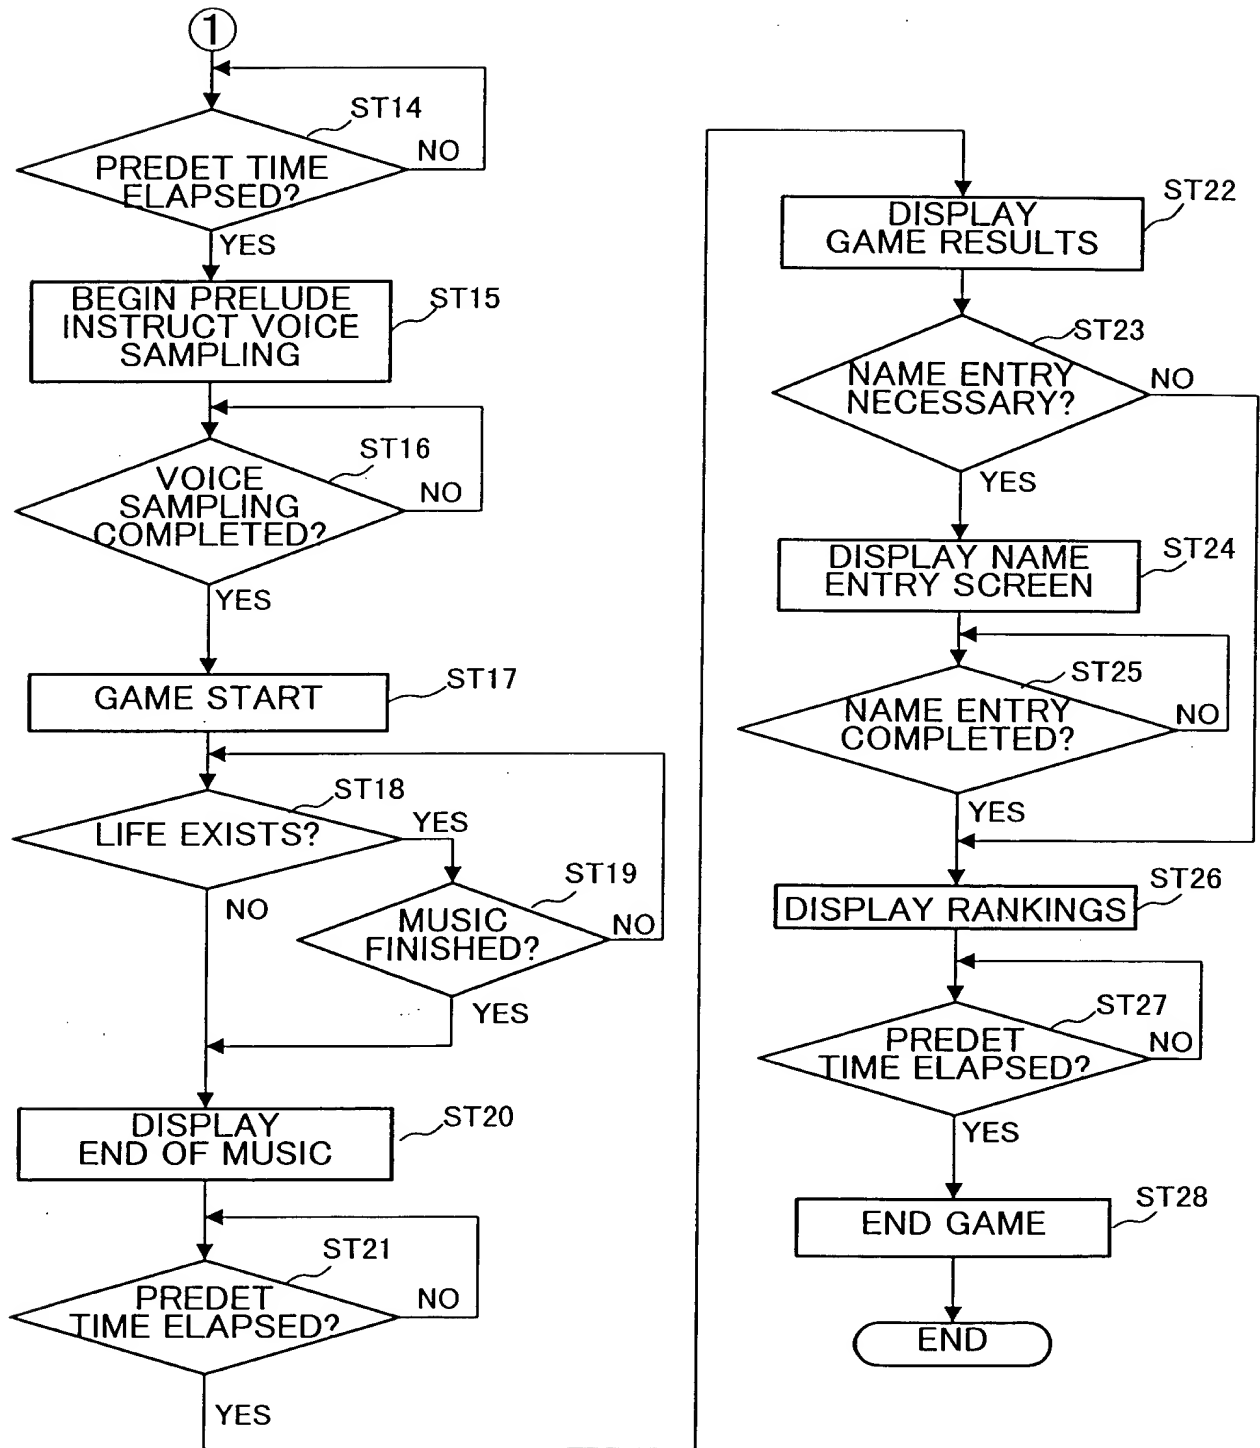 1
ST14
PREDET TIME
ELAPSED?
NO
YES
BEGIN PRELUDE
INSTRUCT VOICE
SAMPLING
ST15
ST16
VOICE
SAMPLING
COMPLETED?
NO
YES
GAME START
ST17
ST18
LIFE EXISTS?
YES
NO
ST19
MUSIC
FINISHED?
NO
YES
DISPLAY
END OF MUSIC
ST20
ST21
PREDET
TIME ELAPSED?
NO
YES
ST22
DISPLAY
GAME RESULTS
ST23
NAME ENTRY
NECESSARY?
NO
YES
DISPLAY NAME
ENTRY SCREEN
ST24
ST25
NAME ENTRY
COMPLETED?
NO
YES
ST26
DISPLAY RANKINGS
ST27
PREDET
TIME ELAPSED?
NO
YES
END GAME
ST28
END